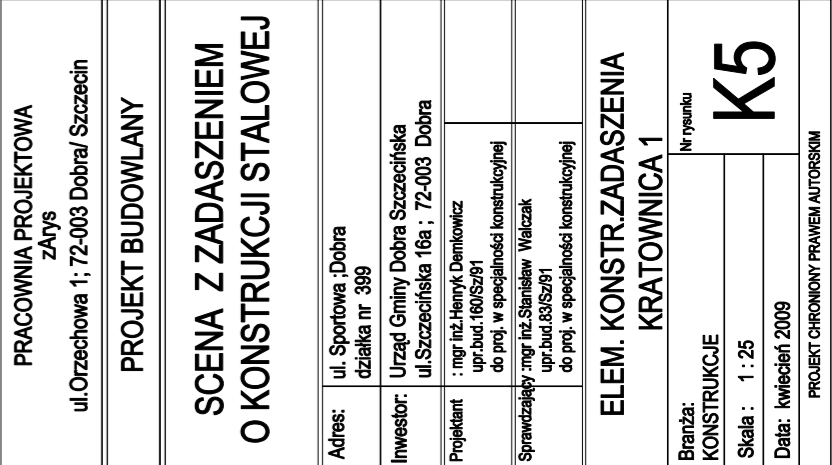 PRACOWNIA PROJEKTOWA
zArys
ul.Orzechowa 1; 72-003 Dobra/ Szczecin
PROJEKT BUDOWLANY
SCENA Z ZADASZENIEM
O KONSTRUKCJI STALOWEJ
Adres: ul. Sportowa ;Dobra
działka nr 399
Inwestor: Urząd Gminy Dobra Szczecińska
ul.Szczecińska 16a ; 72-003 Dobra
Projektant : mgr inż.Henryk Demkowicz
upr.bud.160/Sz/91
do proj. w specjalności konstrukcyjnej
Sprawdzający :mgr inż.Stanisław Walczak
upr.bud.83/Sz/91
do proj. w specjalności konstrukcyjnej
ELEM. KONSTR.ZADASZENIA
KRATOWNICA 1
Branża:
KONSTRUKCJE
Skala : 1 : 25
Data: kwiecień 2009
Nr rysunku
K5
PROJEKT CHRONIONY PRAWEM AUTORSKIM